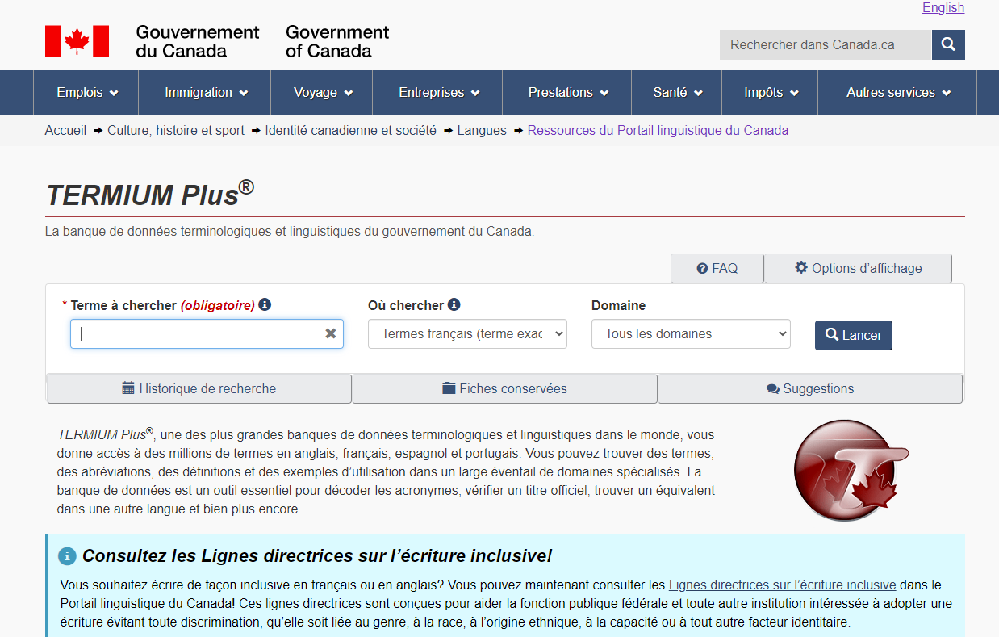 English
Gouvernement
du Canada
Government
of Canada
Rechercher dans Canada.ca
Emplois Immigration Voyage Entreprises Prestations Santé Impôts Autres services
Accueil ➞ Culture, histoire et sport ➞ Identité canadienne et société ➞ Langues ➞ Ressources du Portail linguistique du Canada
TERMIUM Plus®
La banque de données terminologiques et linguistiques du gouvernement du Canada.
FAQ Options d’affichage
* Terme à chercher (obligatoire) Où chercher Domaine
Termes français (terme exac Tous les domaines Lancer
Historique de recherche Fiches conservées Suggestions
TERMIUM Plus®, une des plus grandes banques de données terminologiques et linguistiques dans le monde, vous
donne accès à des millions de termes en anglais, français, espagnol et portugais. Vous pouvez trouver des termes,
des abréviations, des définitions et des exemples d’utilisation dans un large éventail de domaines spécialisés. La
banque de données est un outil essentiel pour décoder les acronymes, vérifier un titre officiel, trouver un équivalent
dans une autre langue et bien plus encore.
Consultez les Lignes directrices sur l’écriture inclusive!
Vous souhaitez écrire de façon inclusive en français ou en anglais? Vous pouvez maintenant consulter les Lignes directrices sur l’écriture inclusive dans le
Portail linguistique du Canada! Ces lignes directrices sont conçues pour aider la fonction publique fédérale et toute autre institution intéressée à adopter une
écriture évitant toute discrimination, qu’elle soit liée au genre, à la race, à l’origine ethnique, à la capacité ou à tout autre facteur identitaire.